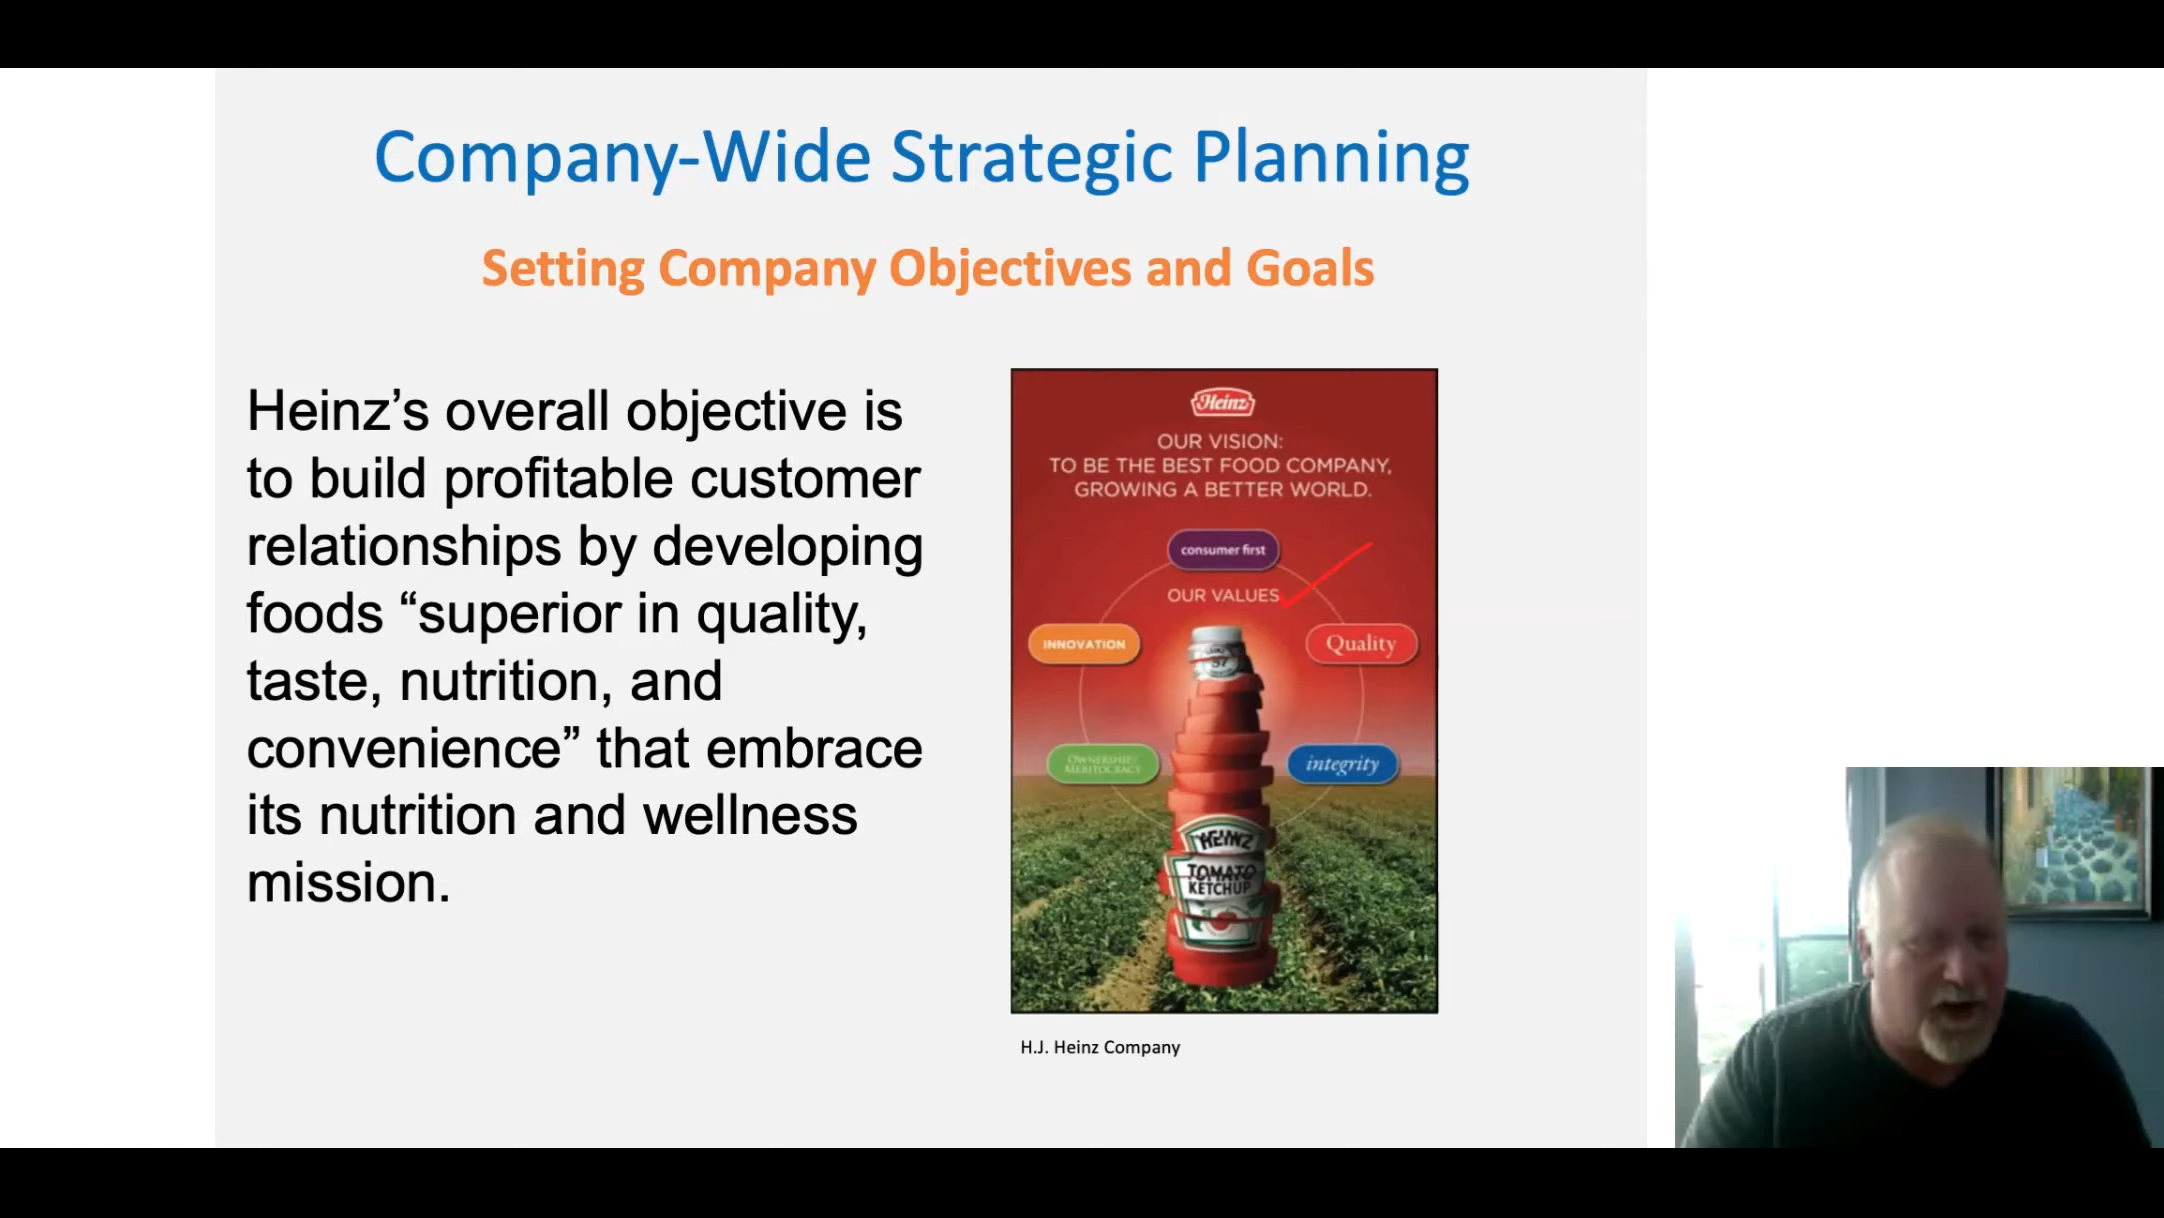 Company-Wide Strategic Planning
Setting Company Objectives and Goals
Heinz’s overall objective is
to build profitable customer
relationships by developing
foods “superior in quality,
taste, nutrition, and
convenience” that embrace
its nutrition and wellness
mission.
Heinz
OUR VISION:
TO BE THE BEST FOOD COMPANY,
GROWING A BETTER WORLD.
consumer first
OUR VALUES
INNOVATION
Quality
OWNERSHIP/
MERITOCRACY
integrity
57
HEINZ
TOMATO
KETCHUP
H.J. Heinz Company